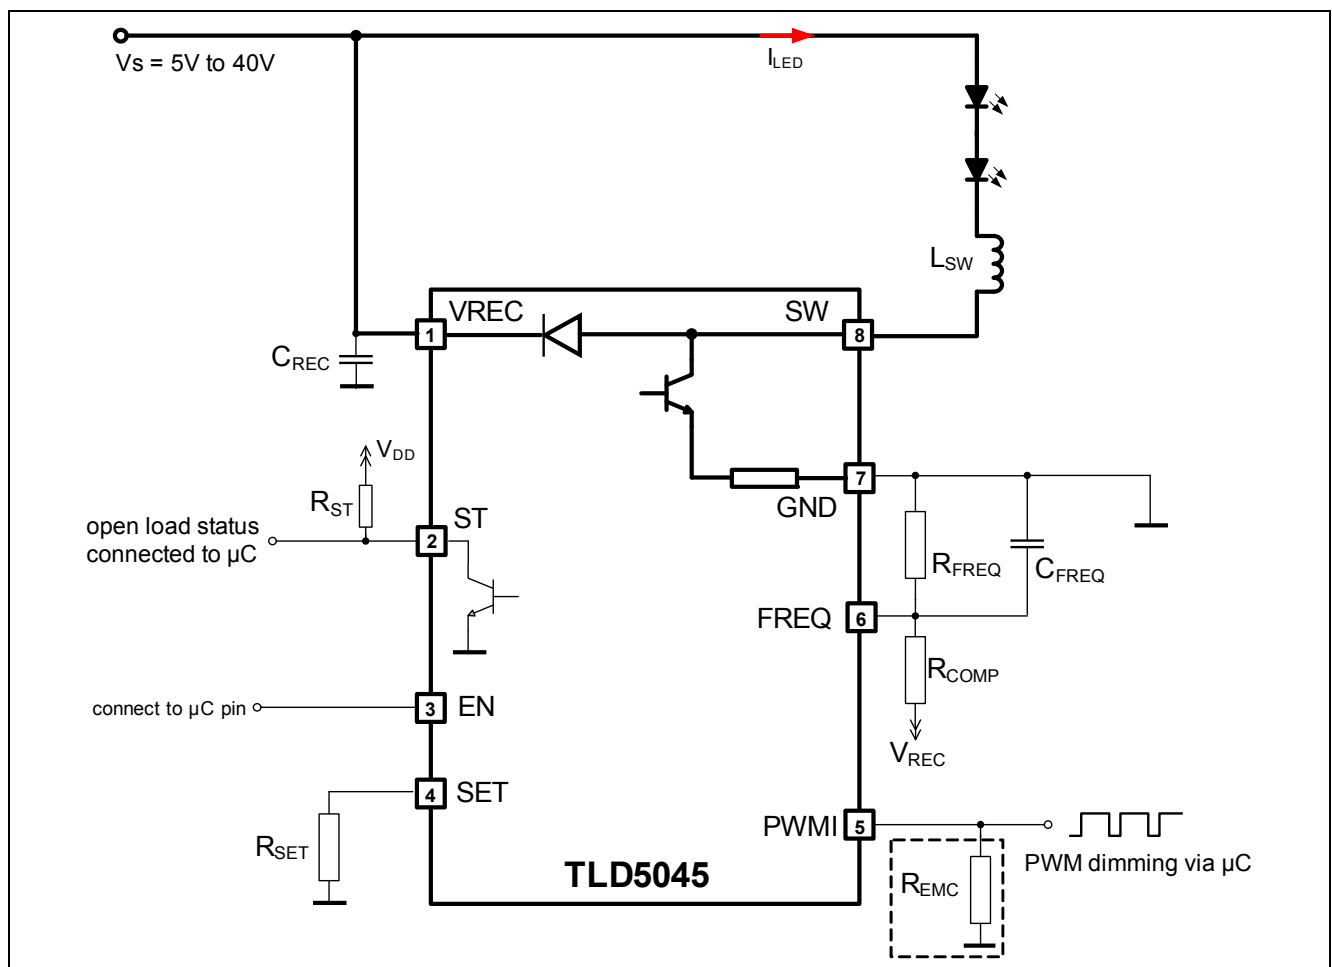 Vs = 5V to 40V
ILED
LSW
VREC
SW
1
8
CREC
VDD
RST
ST
GND
7
open load status
connected to µC
2
RFREQ
CFREQ
FREQ
6
RCOMP
connect to µC pin
3
EN
VREC
4
SET
PWMI
5
RSET
TLD5045
REMC
PWM dimming via µC